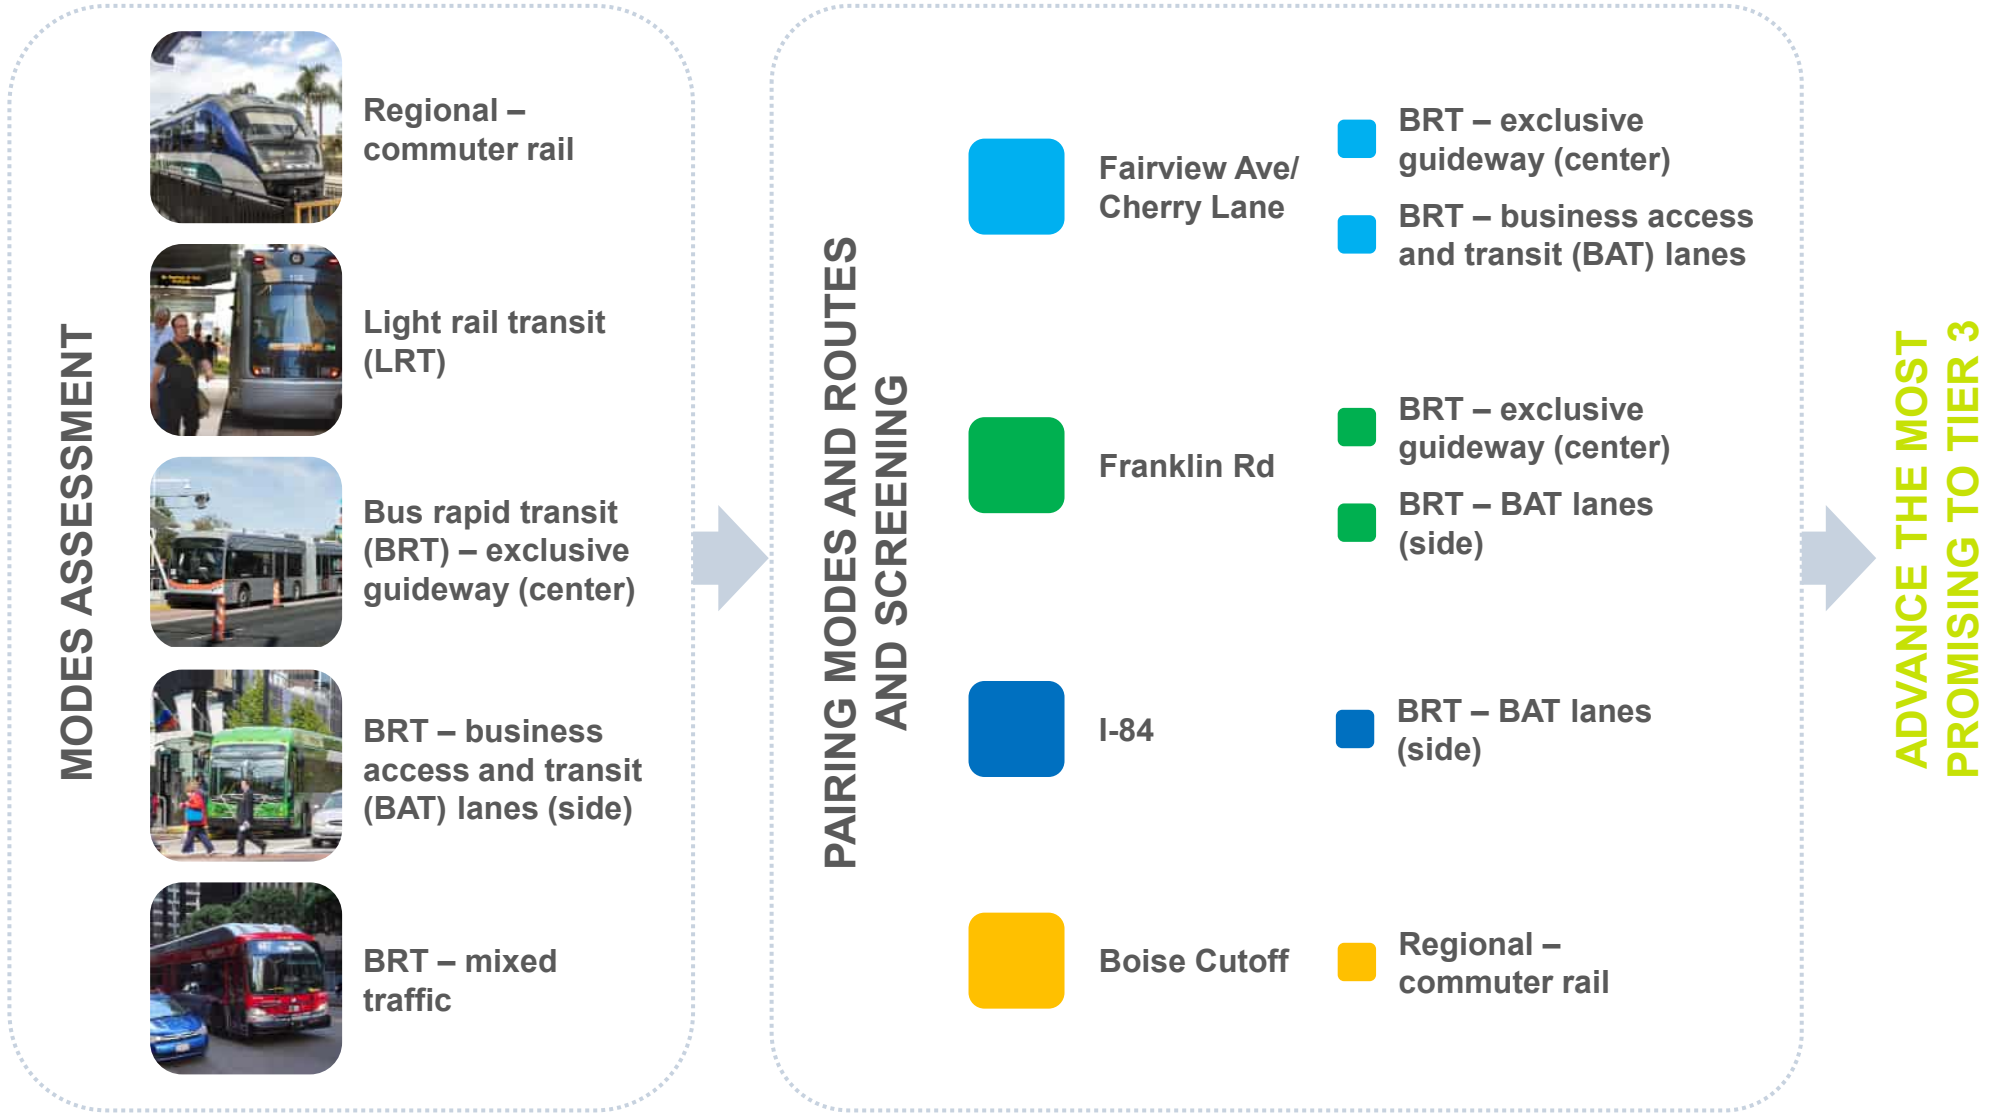 MODES ASSESSMENT
Regional –
commuter rail
Light rail transit
(LRT)
Bus rapid transit
(BRT) – exclusive
guideway (center)
BRT – business
access and transit
(BAT) lanes (side)
BRT – mixed
traffic
PAIRING MODES AND ROUTES
AND SCREENING
Fairview Ave/
Cherry Lane
BRT – exclusive
guideway (center)
BRT – business access
and transit (BAT) lanes
Franklin Rd
BRT – exclusive
guideway (center)
BRT – BAT lanes
(side)
I-84
BRT – BAT lanes
(side)
Boise Cutoff
Regional –
commuter rail
ADVANCE THE MOST
PROMISING TO TIER 3